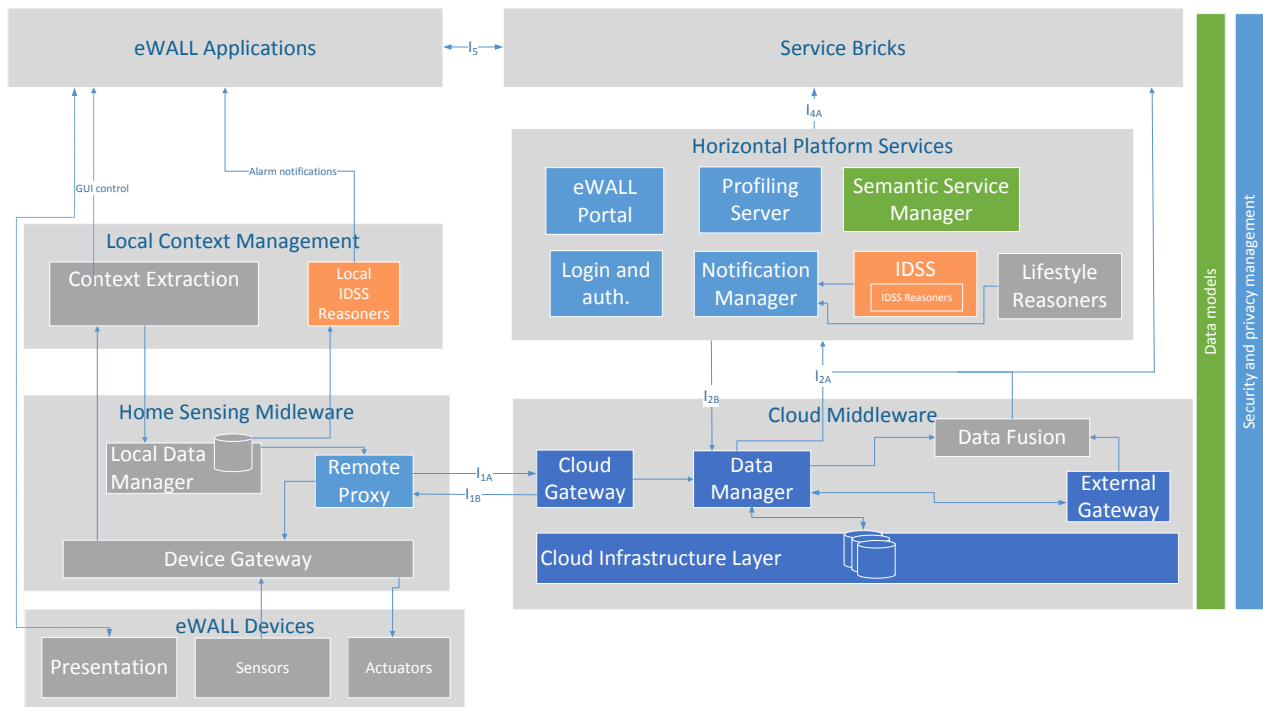 eWALL Applications
I5
Service Bricks
I4A
GUI control
Alarm notifications
Local Context Management
Context Extraction
Local
IDSS
Reasoners
Horizontal Platform Services
eWALL
Portal
Profiling
Server
Semantic Service
Manager
Login and
auth.
Notification
Manager
IDSS
IDSS Reasoners
Lifestyle
Reasoners
I2B
I2A
Home Sensing Midleware
Local Data
Manager
Remote
Proxy
Device Gateway
I1A
I1B
Cloud Middleware
Cloud
Gateway
Data
Manager
Data Fusion
External
Gateway
Cloud Infrastructure Layer
eWALL Devices
Presentation
Sensors
Actuators
Data models
Security and privacy management